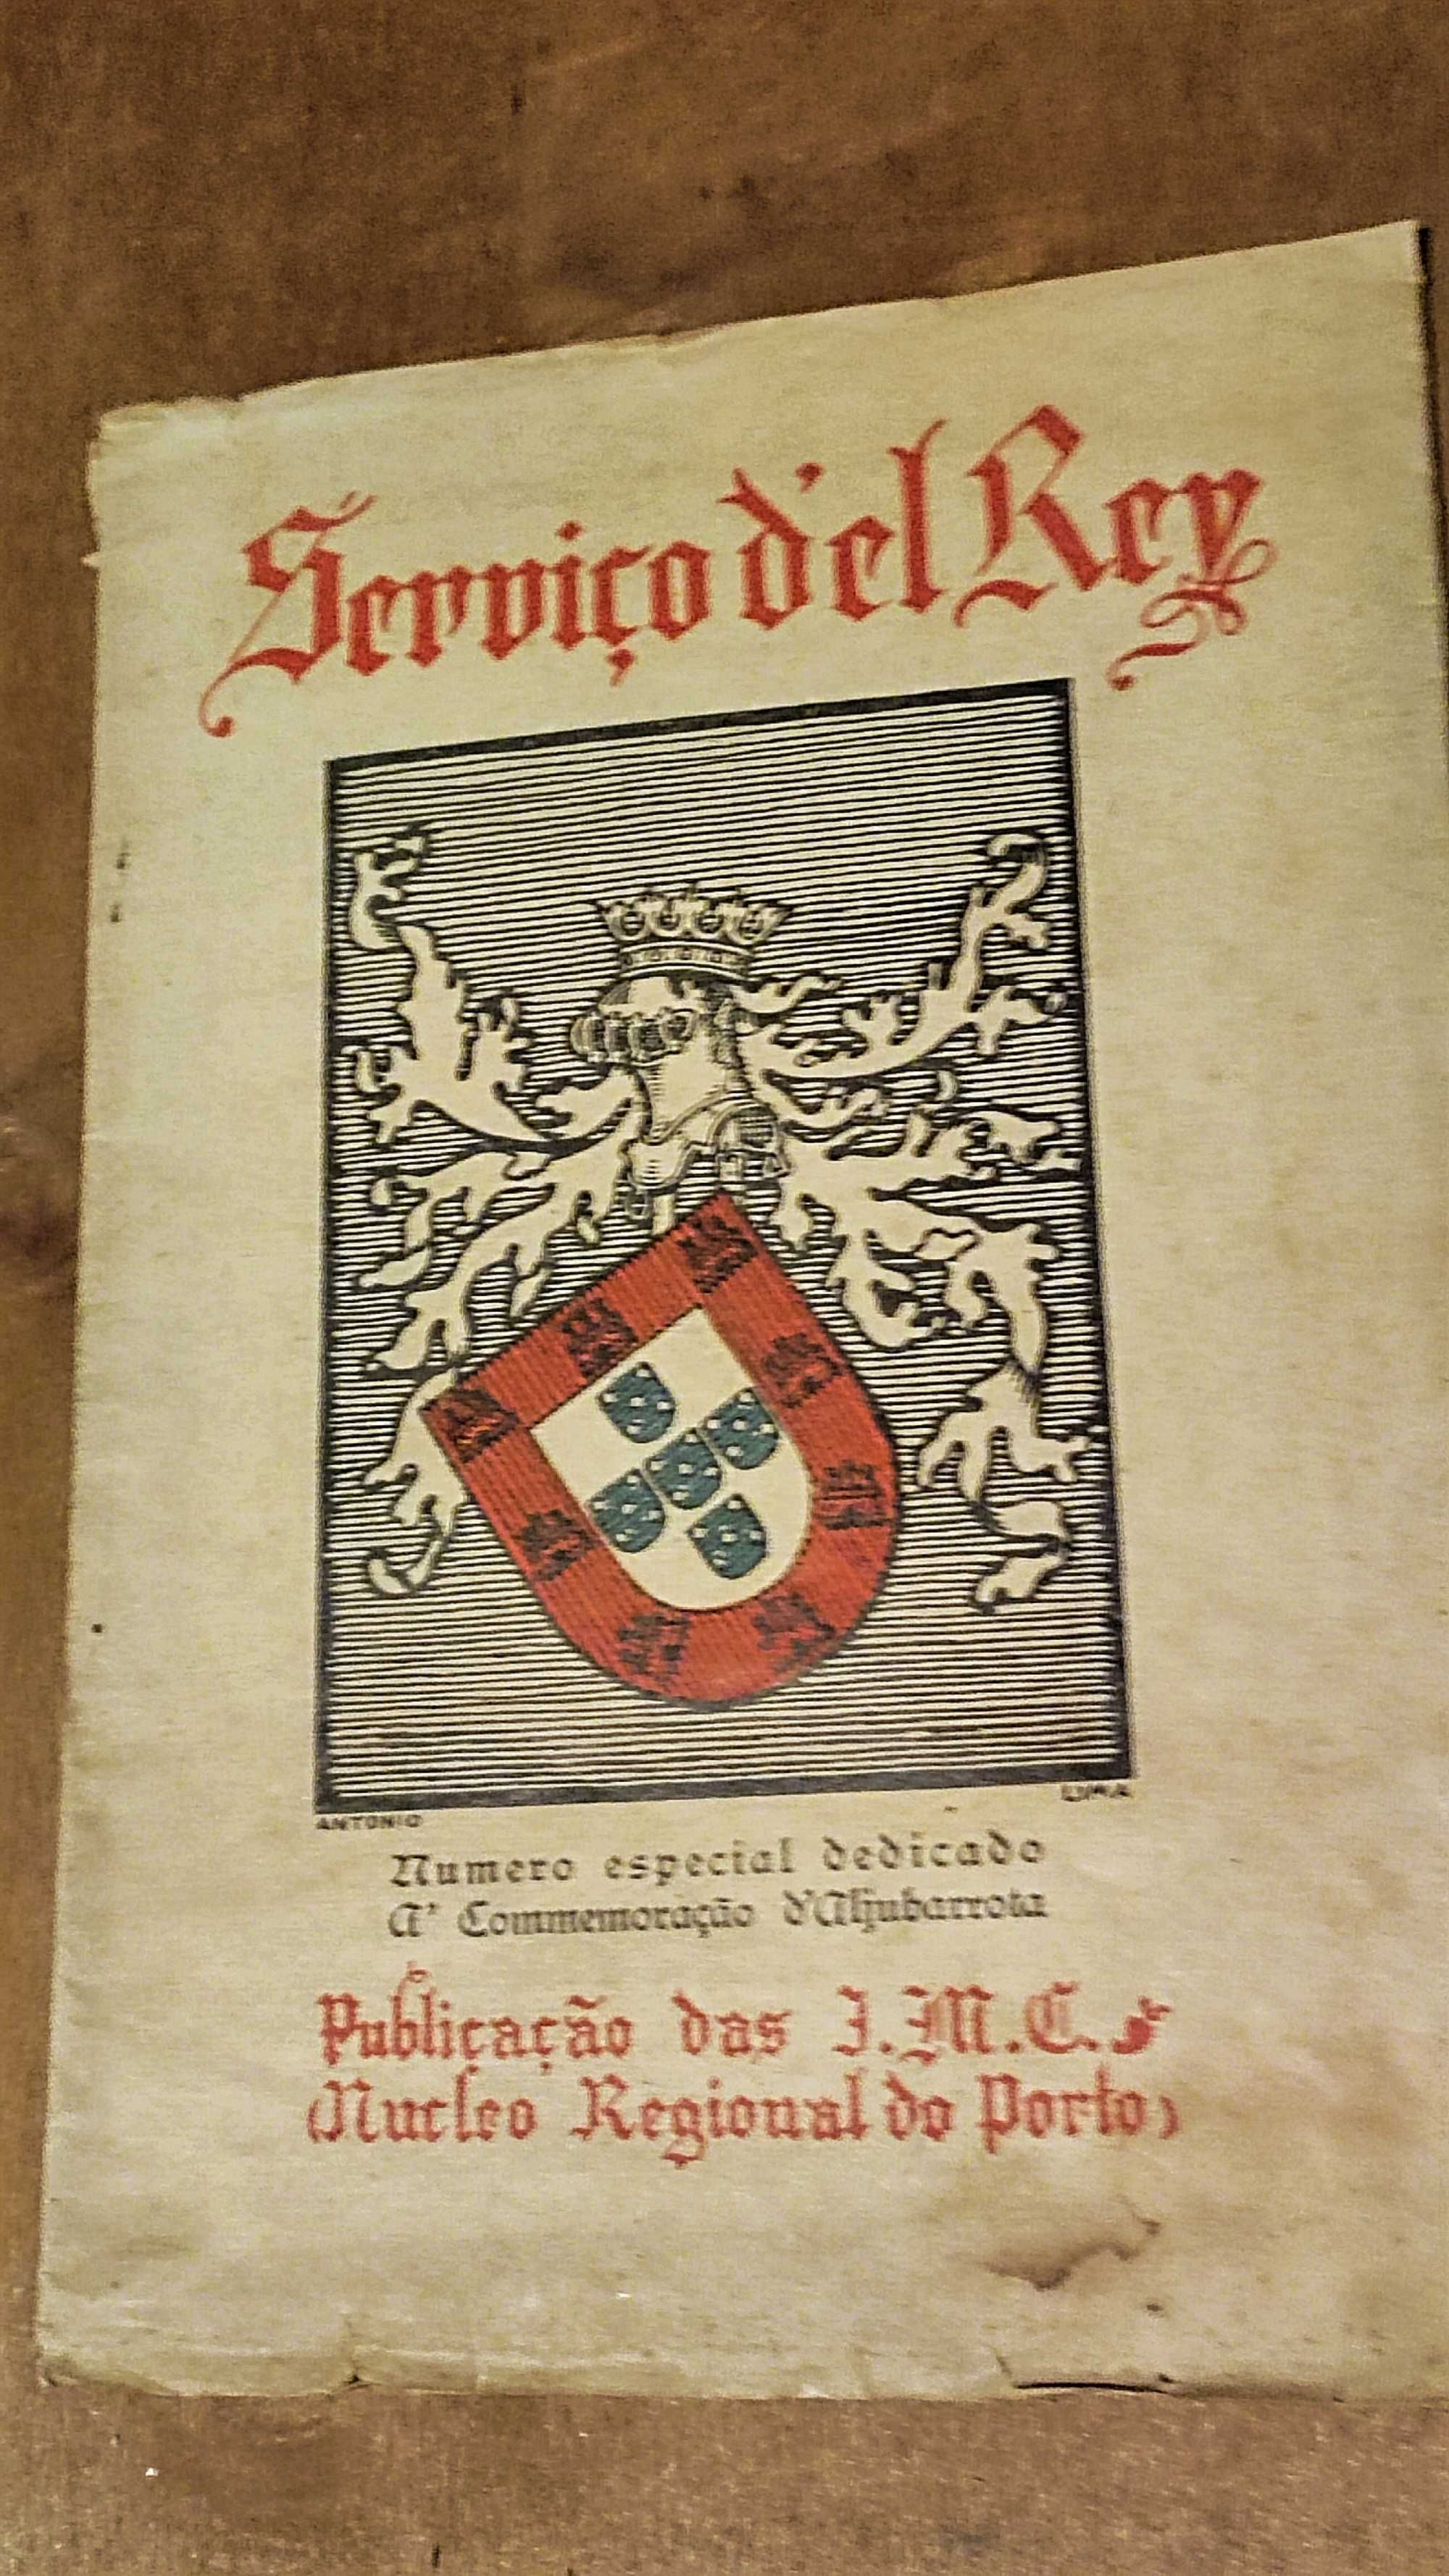 Serviço d'el Rey
ANTONIO LIMA
Numero especial dedicado
A' Commemoração d'Aljubarrota
Publicação das J.M.C.
(Nucleo Regional do Porto)